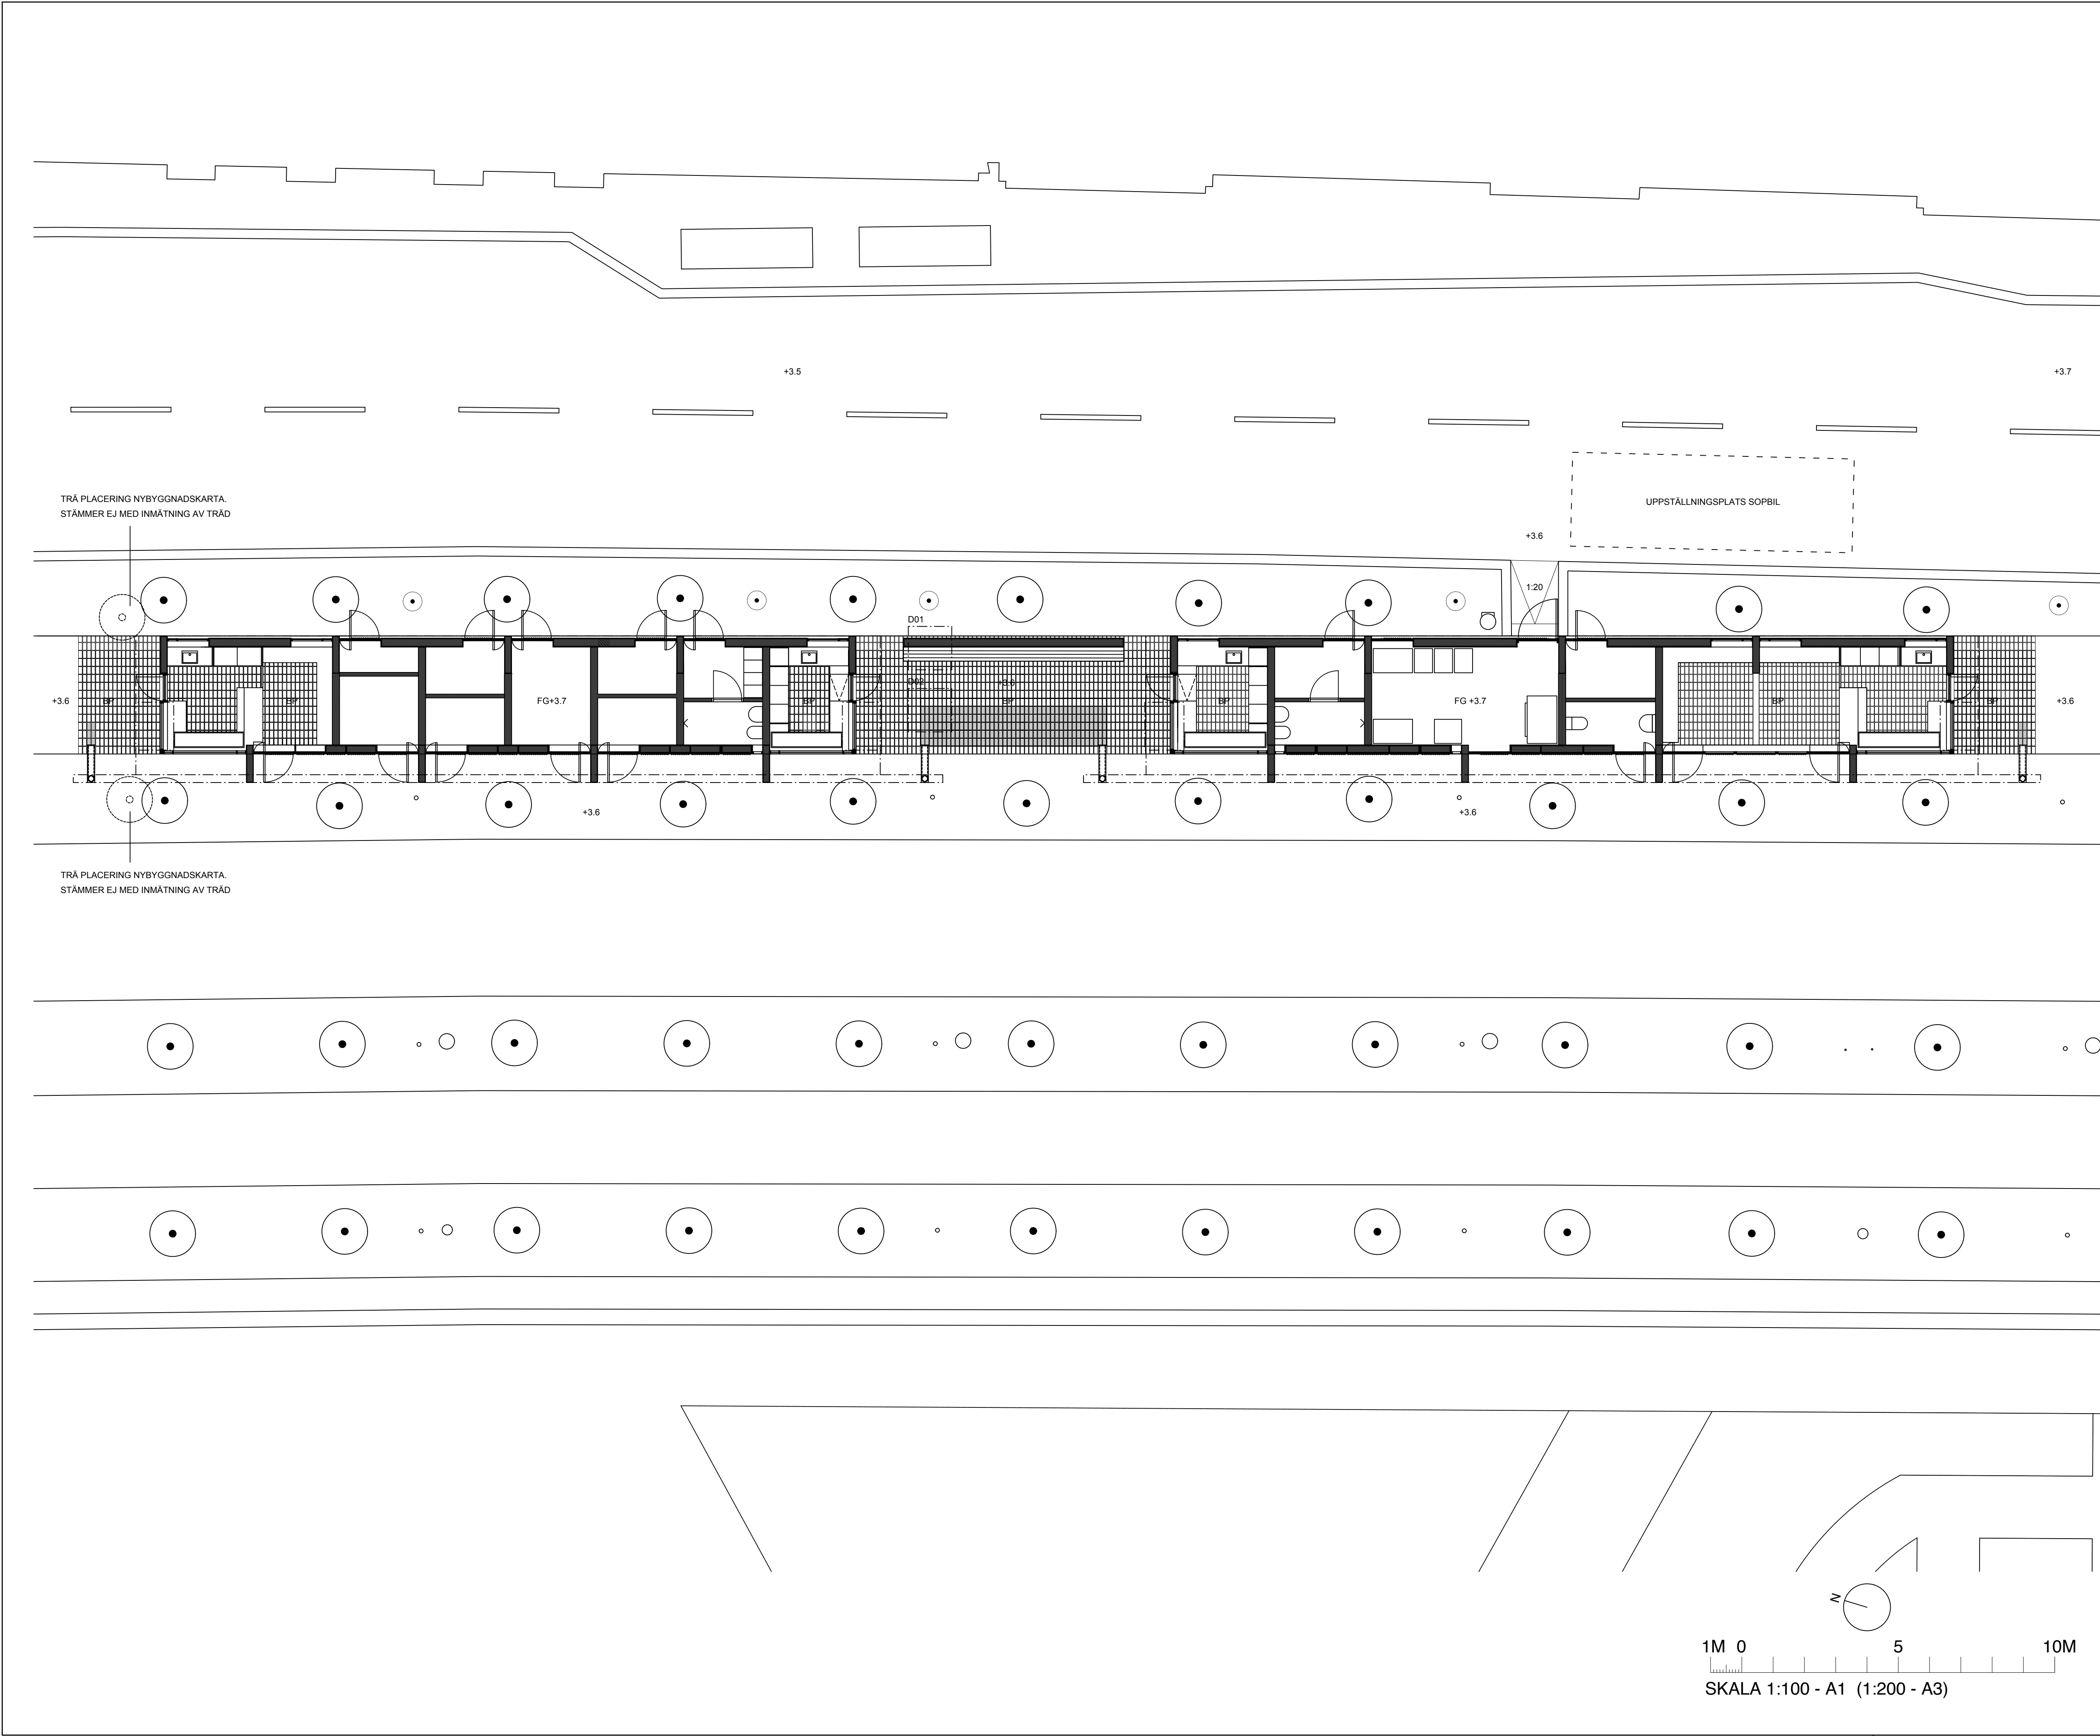 +3.5
+3.7
TRÄ PLACERING NYBYGGNADSKARTA.
STÄMMER EJ MED INMÄTNING AV TRÄD
UPPSTÄLLNINGSPLATS SOPBIL
+3.6
1:20
D01
D02
+3.6
+3.6
BP
BP
FG+3.7
BP
BP
BP
FG +3.7
BP
BP
+3.6
+3.6
+3.6
TRÄ PLACERING NYBYGGNADSKARTA.
STÄMMER EJ MED INMÄTNING AV TRÄD
N
1M 0 5 10M
SKALA 1:100 - A1 (1:200 - A3)